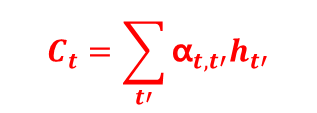 C_t = ∑_{t′} α_{t,t′} h_{t′}